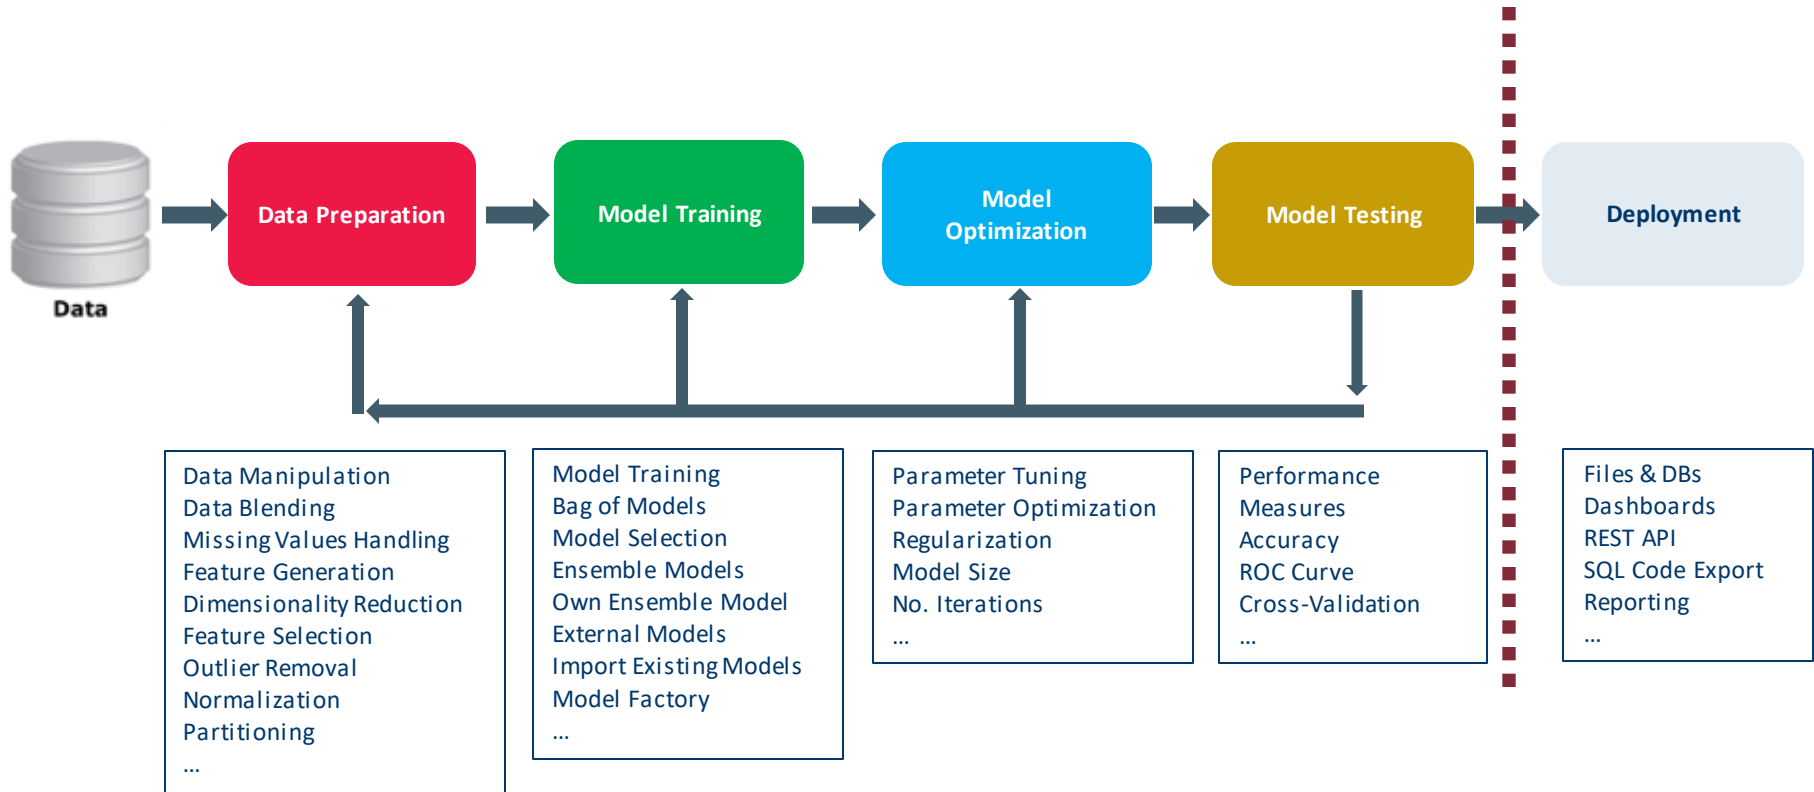 Data
Data Preparation
Model Training
Model
Optimization
Model Testing
Deployment
Data Manipulation
Data Blending
Missing Values Handling
Feature Generation
Dimensionality Reduction
Feature Selection
Outlier Removal
Normalization
Partitioning
...
Model Training
Bag of Models
Model Selection
Ensemble Models
Own Ensemble Model
External Models
Import Existing Models
Model Factory
...
Parameter Tuning
Parameter Optimization
Regularization
Model Size
No. Iterations
...
Performance
Measures
Accuracy
ROC Curve
Cross-Validation
...
Files & DBs
Dashboards
REST API
SQL Code Export
Reporting
...